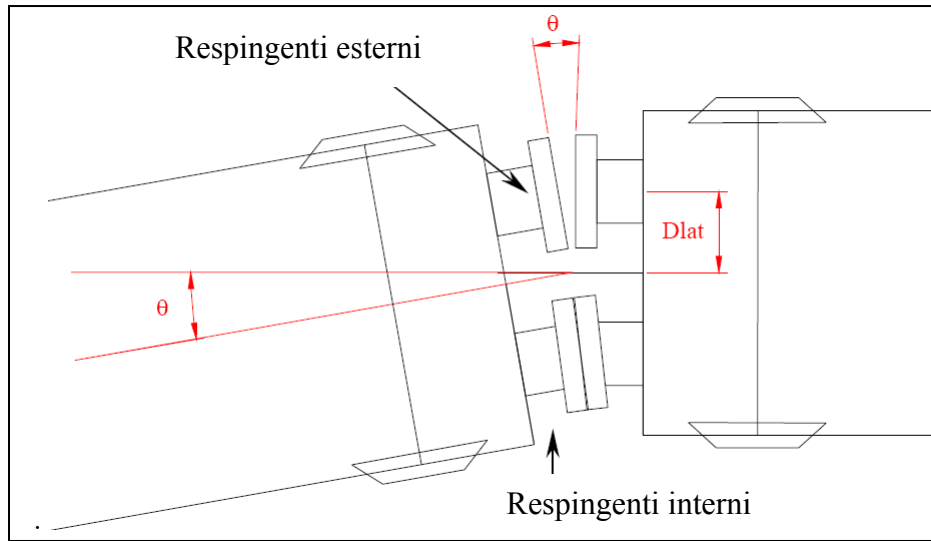 θ
Respingenti esterni
Dlat
θ
Respingenti interni
.